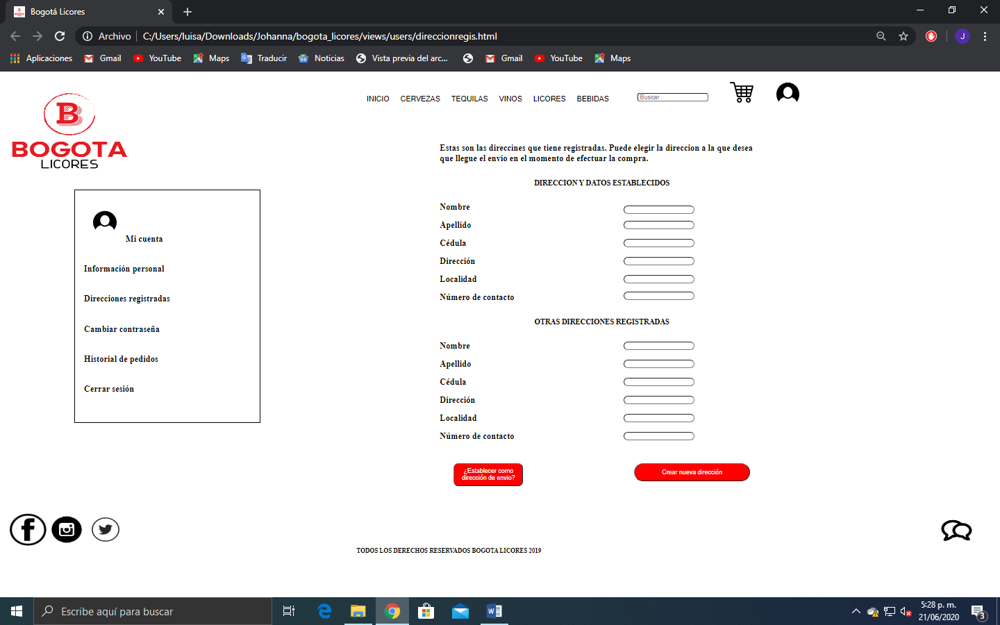 Bogotá Licores
Archivo C:/Users/luisa/Downloads/Johanna/bogota_licores/views/users/direccionregis.html
J
Aplicaciones Gmail YouTube Maps Traducir Noticias Vista previa del arc... Gmail YouTube Maps
B
BOGOTA
LICORES
INICIO CERVEZAS TEQUILAS VINOS LICORES BEBIDAS Buscar
Mi cuenta
Información personal
Direcciones registradas
Cambiar contraseña
Historial de pedidos
Cerrar sesión
Estas son las direccines que tiene registradas. Puede elegir la direccion a la que desea
que llegue el envio en el momento de efectuar la compra.
DIRECCION Y DATOS ESTABLECIDOS
Nombre
Apellido
Cédula
Dirección
Localidad
Número de contacto
OTRAS DIRECCIONES REGISTRADAS
Nombre
Apellido
Cédula
Dirección
Localidad
Número de contacto
¿Establecer como
dirección de envio?
Crear nueva dirección
TODOS LOS DERECHOS RESERVADOS BOGOTA LICORES 2019
Escribe aquí para buscar
5:28 p. m.
21/06/2020
3